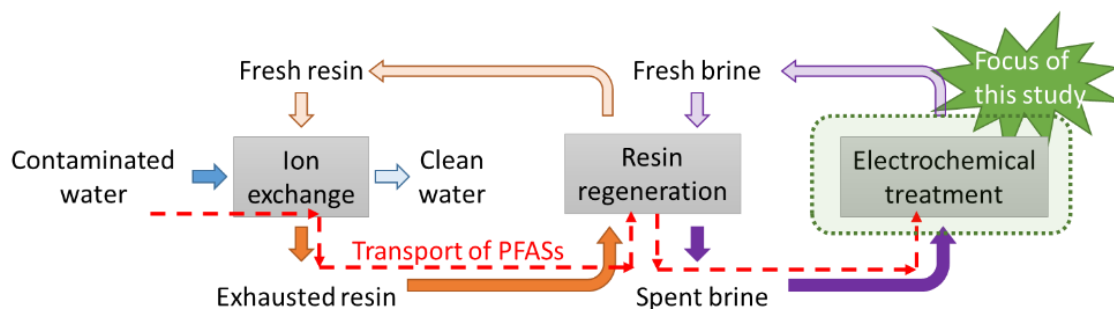 Fresh resin
Fresh brine
Focus of
this study
Contaminated
water
Ion
exchange
Clean
water
Resin
regeneration
Electrochemical
treatment
Transport of PFASs
Exhausted resin
Spent brine